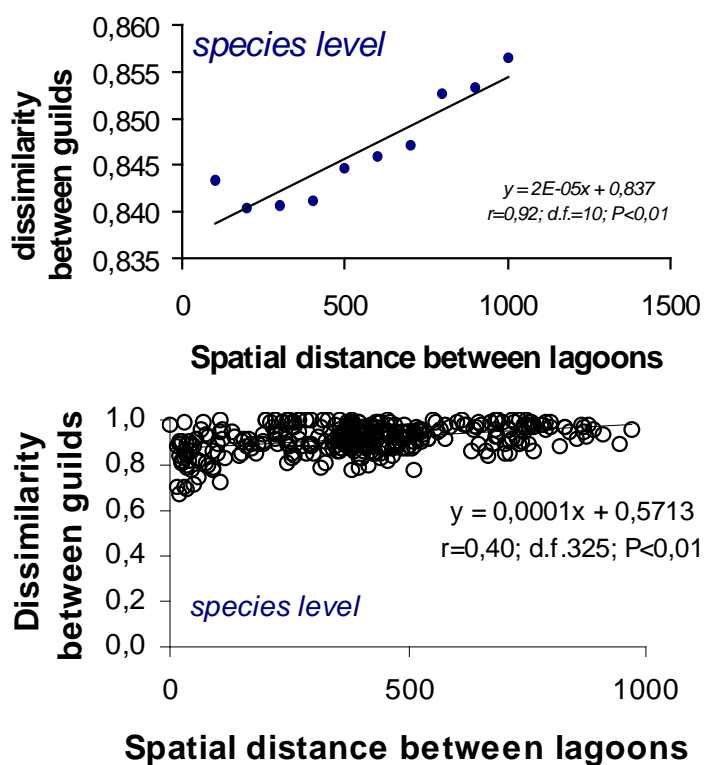 species level
dissimilarity
between guilds
0,860
0,855
0,850
0,845
0,840
0,835
y = 2E-05x + 0,837
r=0,92; d.f.=10; P<0,01
0 500 1000 1500
Spatial distance between lagoons
Dissimilarity
between guilds
1,0
0,8
0,6
0,4
0,2
0,0
y = 0,0001x + 0,5713
r=0,40; d.f.325; P<0,01
species level
0 500 1000
Spatial distance between lagoons